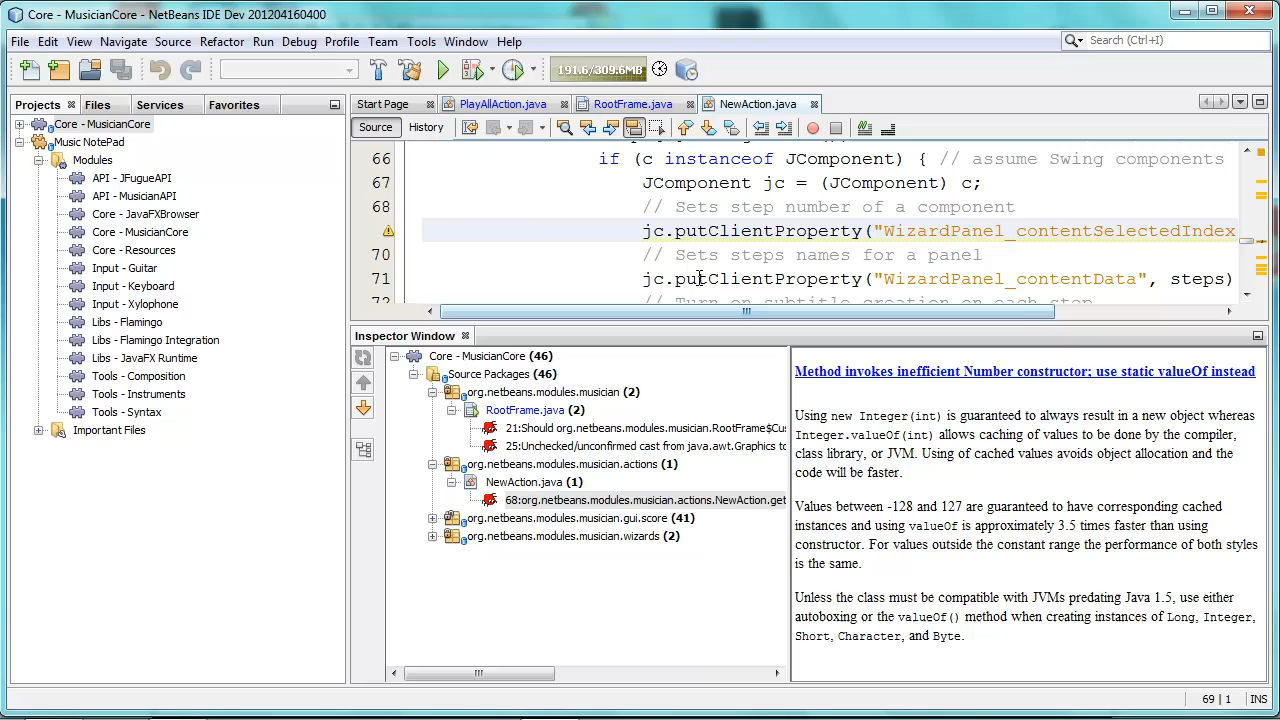 Core - MusicianCore - NetBeans IDE Dev 201204160400
File Edit View Navigate Source Refactor Run Debug Profile Team Tools Window Help
Search (Ctrl+I)
191.6/309.6MB
Projects Files Services Favorites
Start Page PlayAllAction.java RootFrame.java NewAction.java
Source History
Core - MusicianCore
Music NotePad
Modules
API - JFugueAPI
API - MusicianAPI
Core - JavaFXBrowser
Core - MusicianCore
Core - Resources
Input - Guitar
Input - Keyboard
Input - Xylophone
Libs - Flamingo
Libs - Flamingo Integration
Libs - JavaFX Runtime
Tools - Composition
Tools - Instruments
Tools - Syntax
Important Files
66 if (c instanceof JComponent) { // assume Swing components
67 JComponent jc = (JComponent) c;
68 // Sets step number of a component
jc.putClientProperty("WizardPanel_contentSelectedIndex
70 // Sets steps names for a panel
71 jc.putClientProperty("WizardPanel_contentData", steps)
72 // Turn on subtitle creation on each step
Inspector Window
Core - MusicianCore (46)
Source Packages (46)
org.netbeans.modules.musician (2)
RootFrame.java (2)
21:Should org.netbeans.modules.musician.RootFrame$Cus
25:Unchecked/unconfirmed cast from java.awt.Graphics to
org.netbeans.modules.musician.actions (1)
NewAction.java (1)
68:org.netbeans.modules.musician.actions.NewAction.get
org.netbeans.modules.musician.gui.score (41)
org.netbeans.modules.musician.wizards (2)
Method invokes inefficient Number constructor; use static valueOf instead
Using new Integer(int) is guaranteed to always result in a new object whereas
Integer.valueOf(int) allows caching of values to be done by the compiler,
class library, or JVM. Using of cached values avoids object allocation and the
code will be faster.
Values between -128 and 127 are guaranteed to have corresponding cached
instances and using valueOf is approximately 3.5 times faster than using
constructor. For values outside the constant range the performance of both styles
is the same.
Unless the class must be compatible with JVMs predating Java 1.5, use either
autoboxing or the valueOf() method when creating instances of Long, Integer,
Short, Character, and Byte.
69 | 1 INS